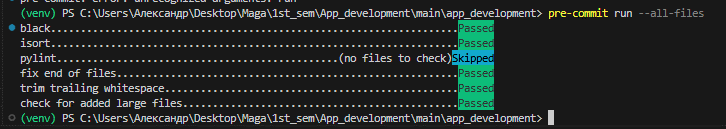 pre-commit: error: unrecognized arguments: run
(venv) PS C:\Users\Александр\Desktop\Maga\1st_sem\App_development\main\app_development> pre-commit run --all-files
black....................................................................Passed
isort....................................................................Passed
pylint...............................................(no files to check)Skipped
fix end of files.........................................................Passed
trim trailing whitespace.................................................Passed
check for added large files..............................................Passed
(venv) PS C:\Users\Александр\Desktop\Maga\1st_sem\App_development\main\app_development>